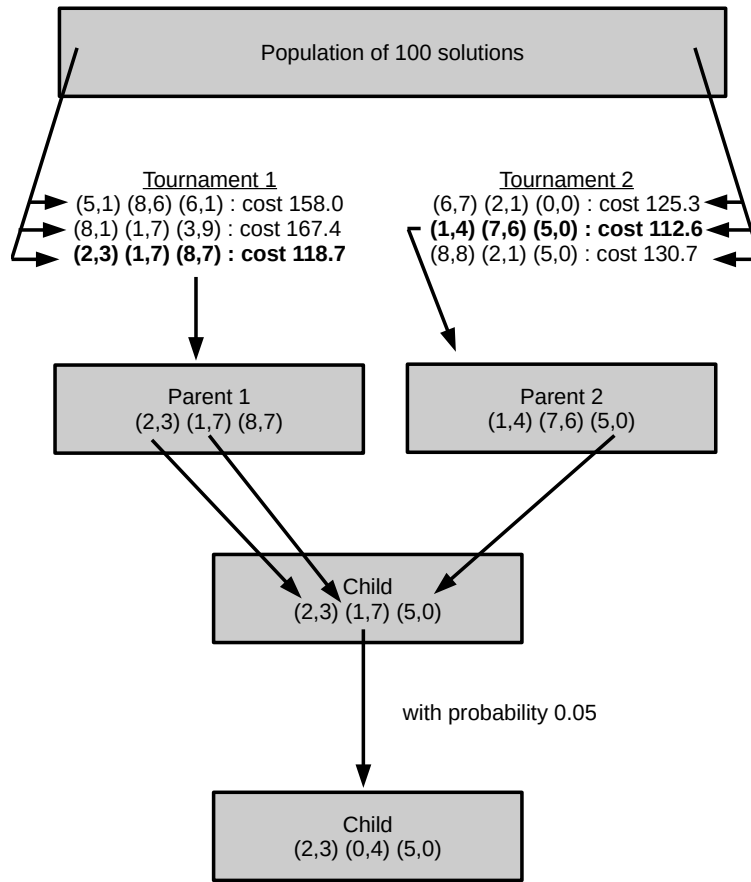 Population of 100 solutions
Tournament 1
(5,1) (8,6) (6,1) : cost 158.0
(8,1) (1,7) (3,9) : cost 167.4
(2,3) (1,7) (8,7) : cost 118.7
Tournament 2
(6,7) (2,1) (0,0) : cost 125.3
(1,4) (7,6) (5,0) : cost 112.6
(8,8) (2,1) (5,0) : cost 130.7
Parent 1
(2,3) (1,7) (8,7)
Parent 2
(1,4) (7,6) (5,0)
Child
(2,3) (1,7) (5,0)
with probability 0.05
Child
(2,3) (0,4) (5,0)